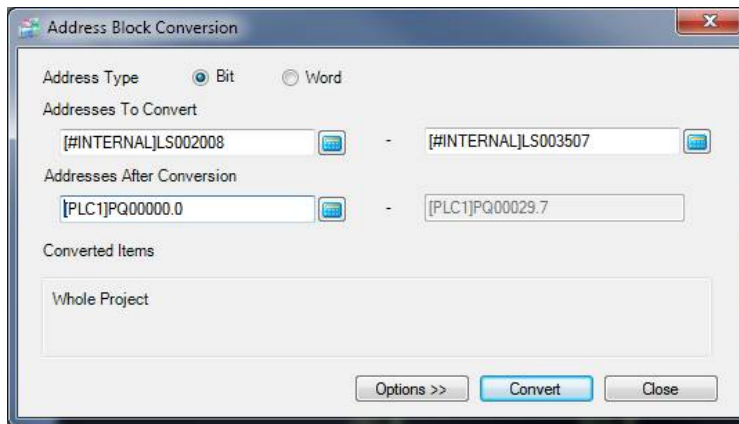 Address Block Conversion
Address Type Bit Word
Addresses To Convert
[#INTERNAL]LS002008 - [#INTERNAL]LS003507
Addresses After Conversion
[PLC1]PQ00000.0 - [PLC1]PQ00029.7
Converted Items
Whole Project
Options >> Convert Close